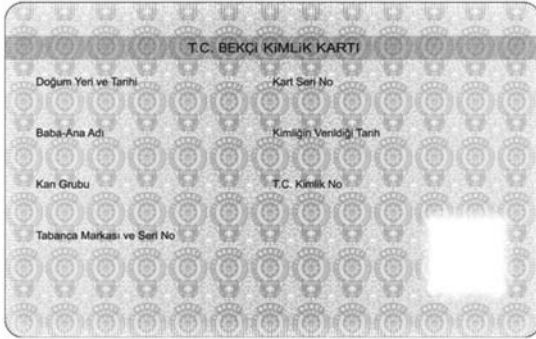 T.C. BEKÇİ KİMLİK KARTI
Doğum Yeri ve Tarihi
Kart Seri No
Baba-Ana Adı
Kimliğin Verildiği Tarih
Kan Grubu
T.C. Kimlik No
Tabanca Markası ve Seri No